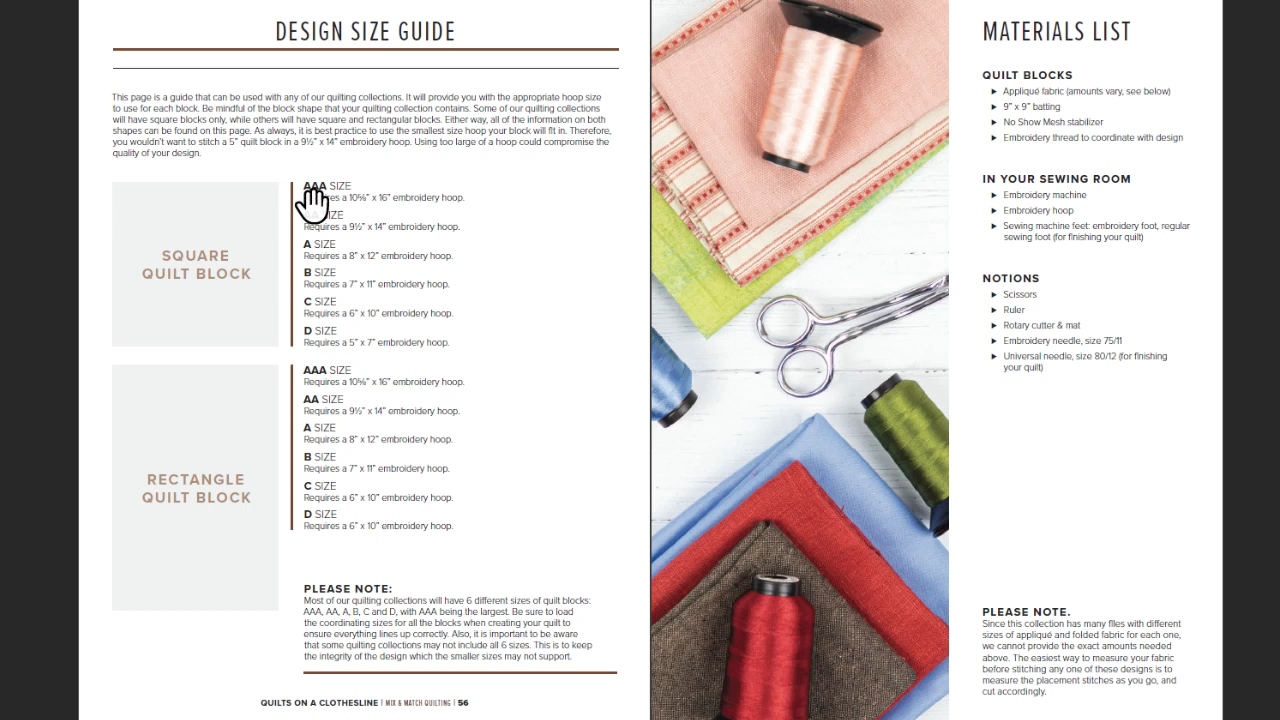 DESIGN SIZE GUIDE
This page is a guide that can be used with any of our quilting collections. It will provide you with the appropriate hoop size
to use for each block. Be mindful of the block shape that your quilting collection contains. Some of our quilting collections
will have square blocks only, while others will have square and rectangular blocks. Either way, all of the information on both
shapes can be found on this page. As always, it is best practice to use the smallest size hoop your block will fit in. Therefore,
you wouldn't want to stitch a 5" quilt block in a 9½" x 14" embroidery hoop. Using too large of a hoop could compromise the
quality of your design.
SQUARE
QUILT BLOCK
AAA SIZE
a 10⅝" x 16" embroidery hoop.
SIZE
Requires a 9½" x 14" embroidery hoop.
A SIZE
Requires a 8" x 12" embroidery hoop.
B SIZE
Requires a 7" x 11" embroidery hoop.
C SIZE
Requires a 6" x 10" embroidery hoop.
D SIZE
Requires a 5" x 7" embroidery hoop.
RECTANGLE
QUILT BLOCK
AAA SIZE
Requires a 10⅝" x 16" embroidery hoop.
AA SIZE
Requires a 9½" x 14" embroidery hoop.
A SIZE
Requires a 8" x 12" embroidery hoop.
B SIZE
Requires a 7" x 11" embroidery hoop.
C SIZE
Requires a 6" x 10" embroidery hoop.
D SIZE
Requires a 6" x 10" embroidery hoop.
PLEASE NOTE:
Most of our quilting collections will have 6 different sizes of quilt blocks:
AAA, AA, A, B, C and D, with AAA being the largest. Be sure to load
the coordinating sizes for all the blocks when creating your quilt to
ensure everything lines up correctly. Also, it is important to be aware
that some quilting collections may not include all 6 sizes. This is to keep
the integrity of the design which the smaller sizes may not support.
QUILTS ON A CLOTHESLINE | MIX & MATCH QUILTING | 56
MATERIALS LIST
QUILT BLOCKS
▶ Appliqué fabric (amounts vary, see below)
▶ 9" x 9" batting
▶ No Show Mesh stabilizer
▶ Embroidery thread to coordinate with design
IN YOUR SEWING ROOM
▶ Embroidery machine
▶ Embroidery hoop
▶ Sewing machine feet: embroidery foot, regular
sewing foot (for finishing your quilt)
NOTIONS
▶ Scissors
▶ Ruler
▶ Rotary cutter & mat
▶ Embroidery needle, size 75/11
▶ Universal needle, size 80/12 (for finishing
your quilt)
PLEASE NOTE.
Since this collection has many files with different
sizes of appliqué and folded fabric for each one,
we cannot provide the exact amounts needed
above. The easiest way to measure your fabric
before stitching any one of these designs is to
measure the placement stitches as you go, and
cut accordingly.